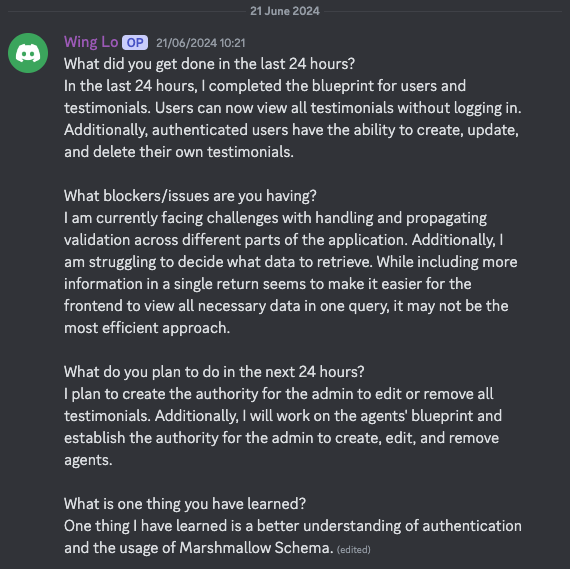 21 June 2024
Wing Lo OP 21/06/2024 10:21
What did you get done in the last 24 hours?
In the last 24 hours, I completed the blueprint for users and
testimonials. Users can now view all testimonials without logging in.
Additionally, authenticated users have the ability to create, update,
and delete their own testimonials.
What blockers/issues are you having?
I am currently facing challenges with handling and propagating
validation across different parts of the application. Additionally, I
am struggling to decide what data to retrieve. While including more
information in a single return seems to make it easier for the
frontend to view all necessary data in one query, it may not be the
most efficient approach.
What do you plan to do in the next 24 hours?
I plan to create the authority for the admin to edit or remove all
testimonials. Additionally, I will work on the agents' blueprint and
establish the authority for the admin to create, edit, and remove
agents.
What is one thing you have learned?
One thing I have learned is a better understanding of authentication
and the usage of Marshmallow Schema. (edited)